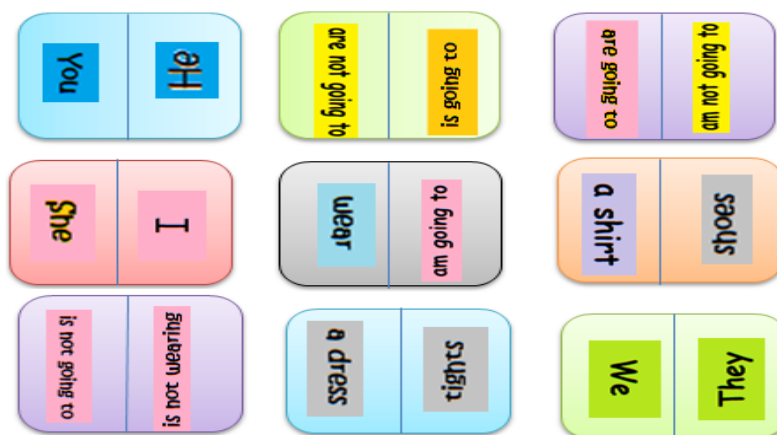 You
He
are not going to
is going to
are going to
am not going to
She
I
wear
am going to
a shirt
shoes
is not going to
is not wearing
a dress
tights
We
They